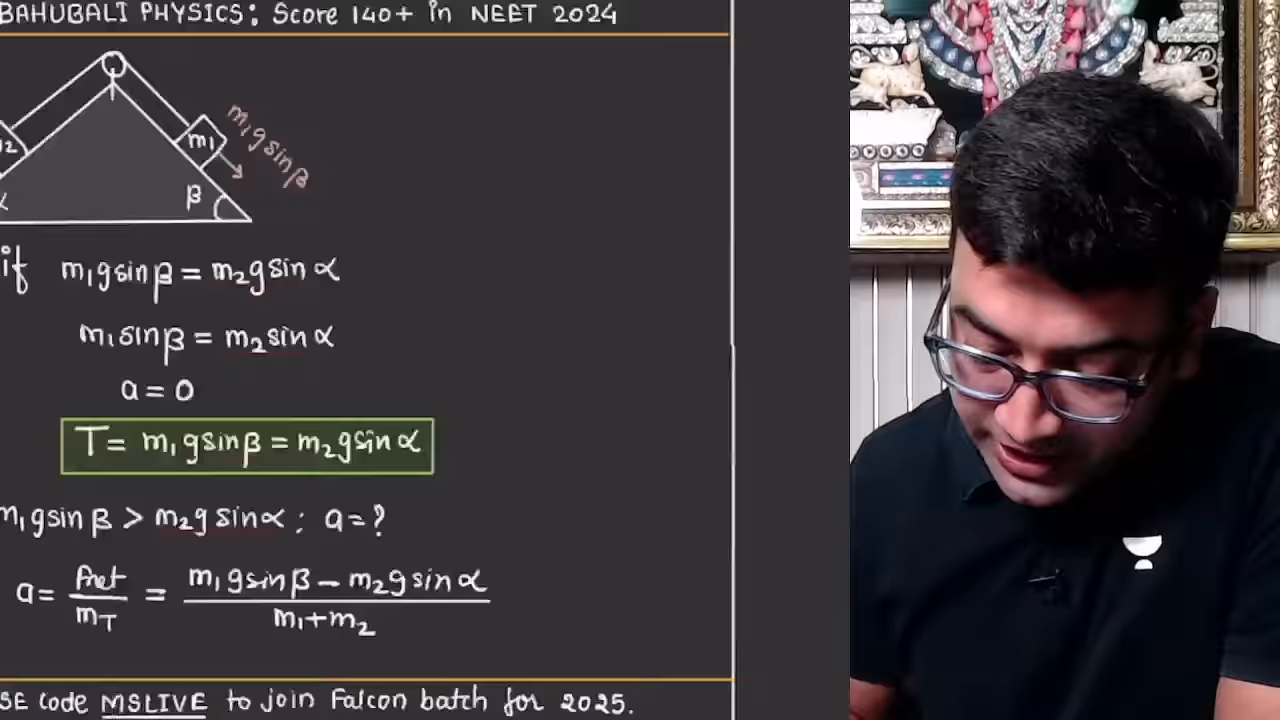 BAHUBALI PHYSICS: Score 140+ in NEET 2024
2
m1
m1gsinβ
α
β
if m1gsinβ = m2gsinα
m1sinβ = m2sinα
a = 0
T = m1gsinβ = m2gsinα
m1gsinβ > m2gsinα : a = ?
a = Fnet/mT = m1gsinβ - m2gsinα / m1+m2
SE Code MSLIVE to join Falcon batch for 2025.